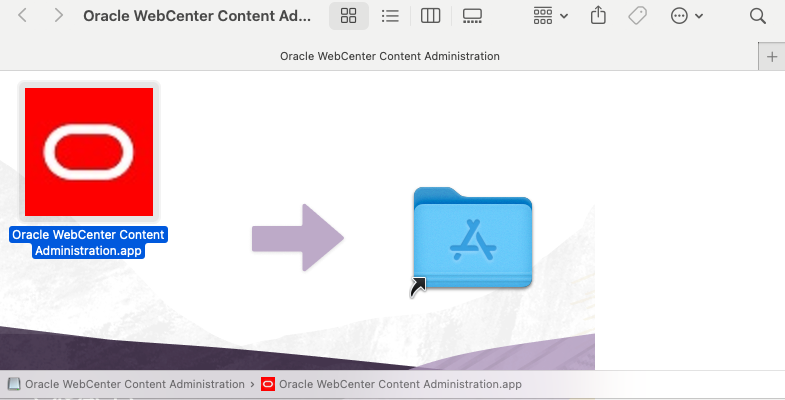 Oracle WebCenter Content Ad...
Oracle WebCenter Content Administration
Oracle WebCenter Content
Administration.app
Oracle WebCenter Content Administration › Oracle WebCenter Content Administration.app